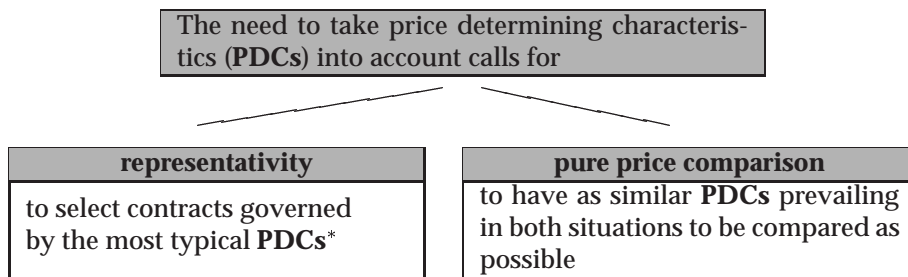 The need to take price determining characteris-
tics (PDCs) into account calls for
representativity
to select contracts governed
by the most typical PDCs*
pure price comparison
to have as similar PDCs prevailing
in both situations to be compared as
possible